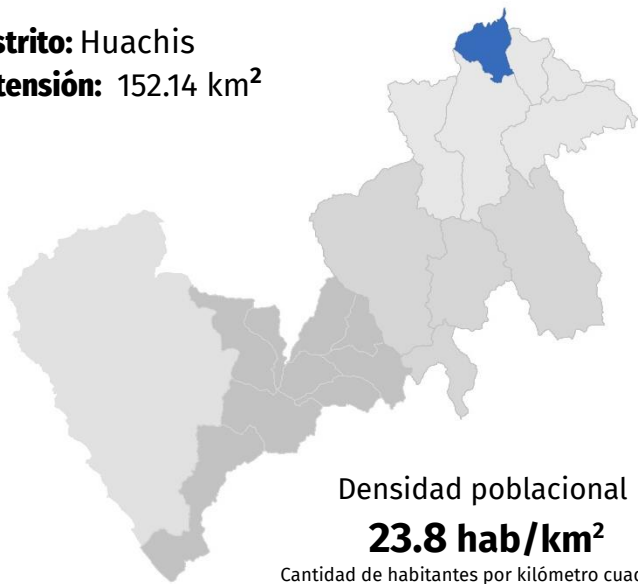 strito: Huachis
tensión: 152.14 km²
Densidad poblacional
23.8 hab/km²
Cantidad de habitantes por kilómetro cuad